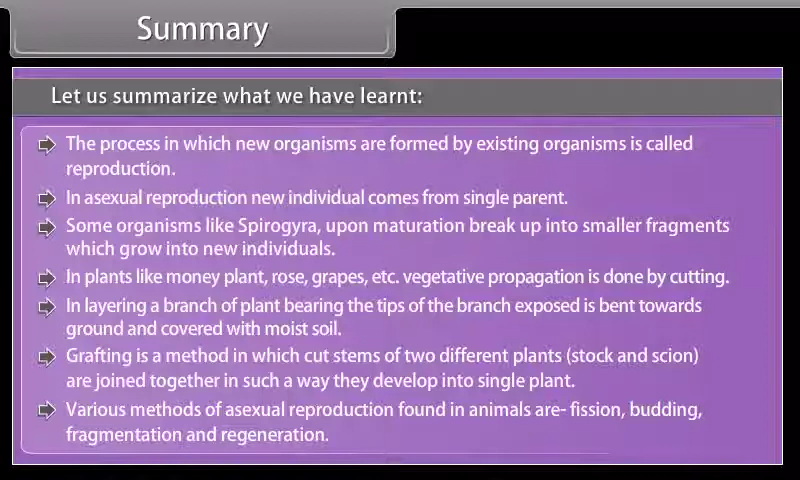 Summary
Let us summarize what we have learnt:
The process in which new organisms are formed by existing organisms is called
reproduction.
In asexual reproduction new individual comes from single parent.
Some organisms like Spirogyra, upon maturation break up into smaller fragments
which grow into new individuals.
In plants like money plant, rose, grapes, etc. vegetative propagation is done by cutting.
In layering a branch of plant bearing the tips of the branch exposed is bent towards
ground and covered with moist soil.
Grafting is a method in which cut stems of two different plants (stock and scion)
are joined together in such a way they develop into single plant.
Various methods of asexual reproduction found in animals are- fission, budding,
fragmentation and regeneration.